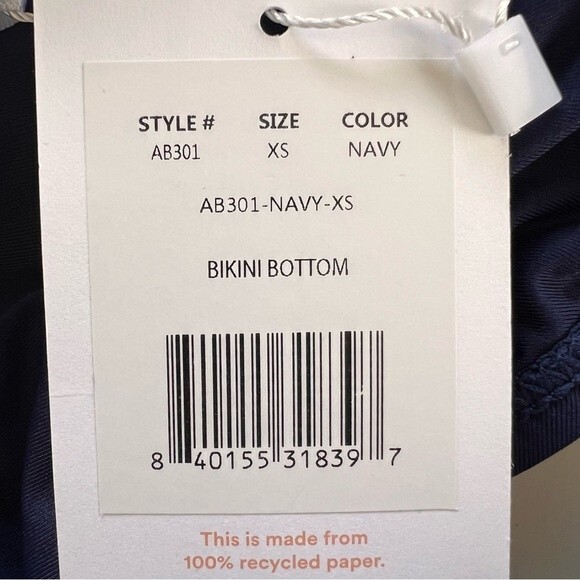 STYLE # SIZE COLOR
AB301 XS NAVY
AB301-NAVY-XS
BIKINI BOTTOM
8 40155 31839 7
This is made from
100% recycled paper.